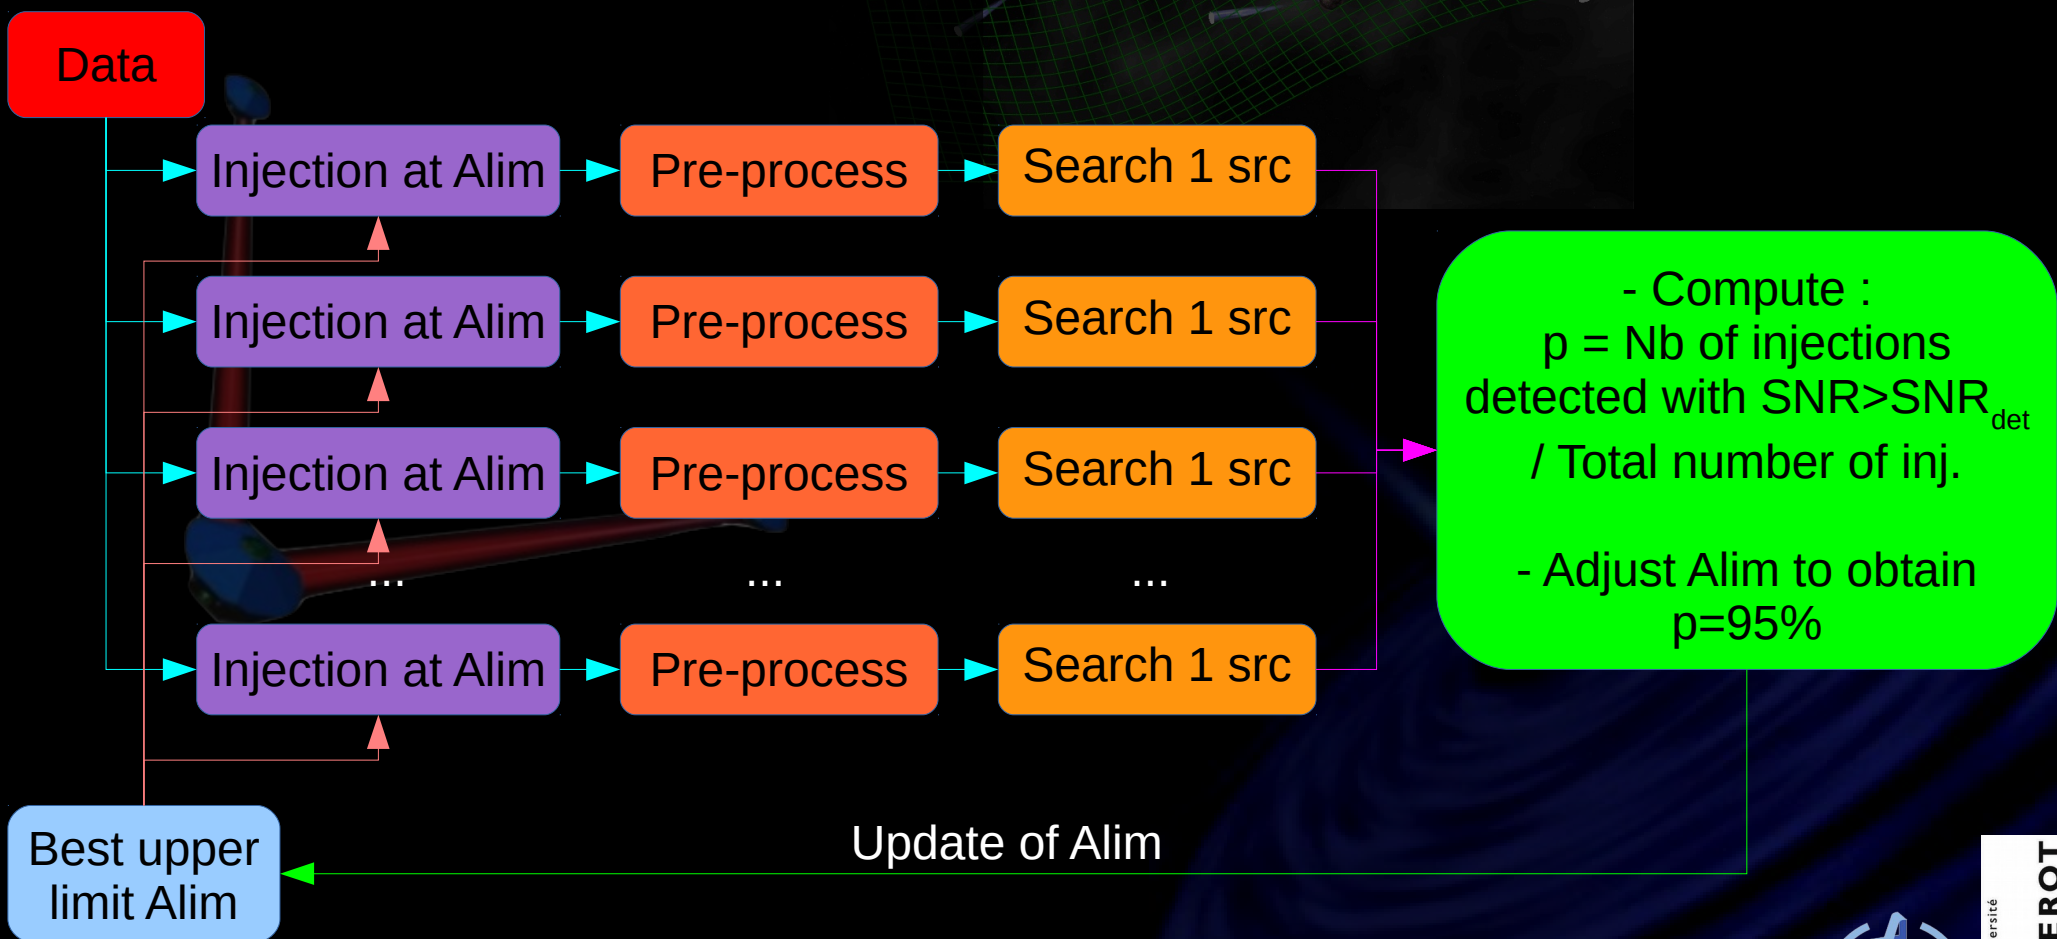 Data
Injection at Alim
Pre-process
Search 1 src
Injection at Alim
Pre-process
Search 1 src
Injection at Alim
Pre-process
Search 1 src
...
...
...
Injection at Alim
Pre-process
Search 1 src
- Compute :
p = Nb of injections
detected with SNR>SNRdet
/ Total number of inj.
- Adjust Alim to obtain
p=95%
Update of Alim
Best upper
limit Alim